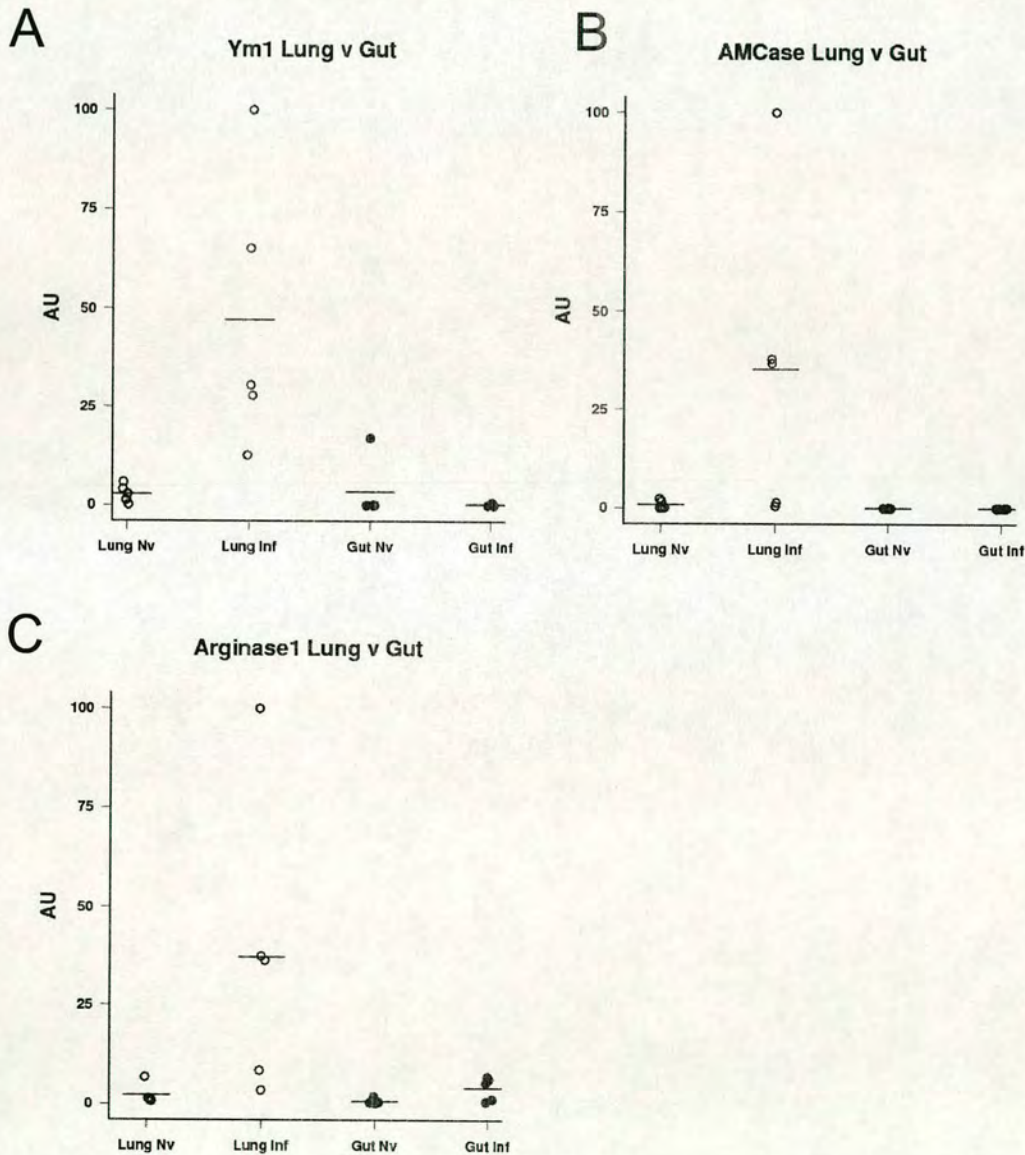 A
Ym1 Lung v Gut
100
75
50
25
0
AU
Lung Nv
Lung Inf
Gut Nv
Gut Inf
B
AMCase Lung v Gut
100
75
50
25
0
AU
Lung Nv
Lung Inf
Gut Nv
Gut Inf
C
Arginase1 Lung v Gut
100
75
50
25
0
AU
Lung Nv
Lung Inf
Gut Nv
Gut Inf